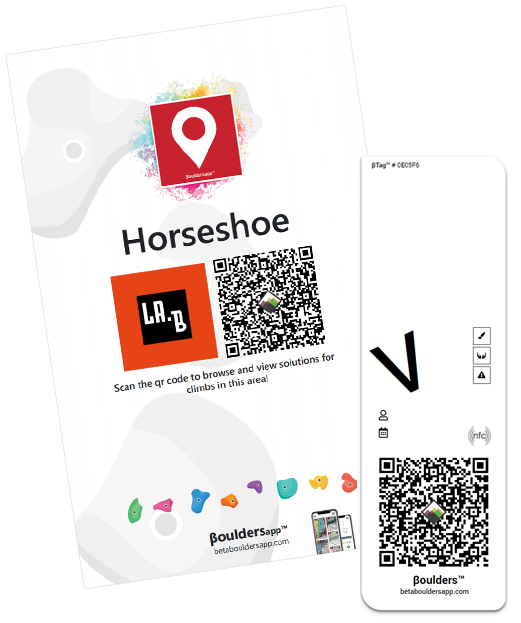 βouldersapp™
Horseshoe
LA.
B
Scan the qr code to browse and view solutions for
climbs in this area!
βouldersapp™
betabouldersapp.com
βTag™ # 0E05F6
V
nfc
βoulders™
betabouldersapp.com